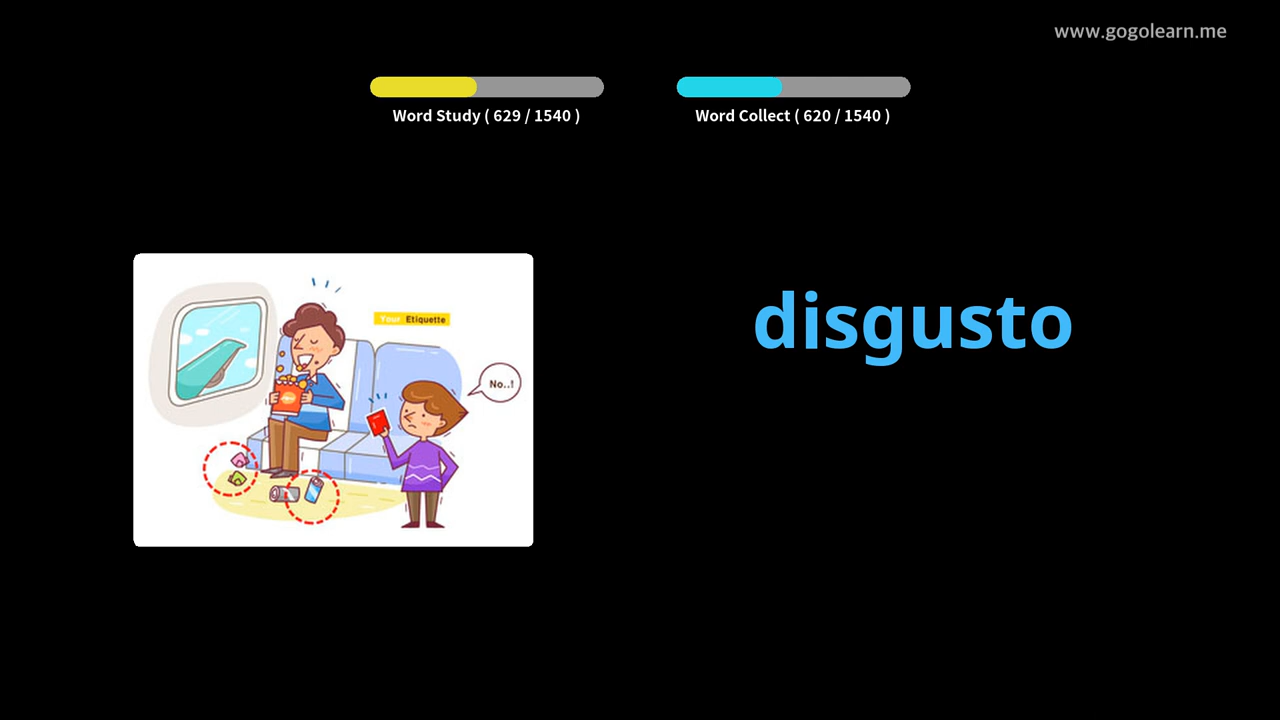 www.gogolearn.me
Word Study ( 629 / 1540 )
Word Collect ( 620 / 1540 )
Your Etiquette
No..!
disgusto